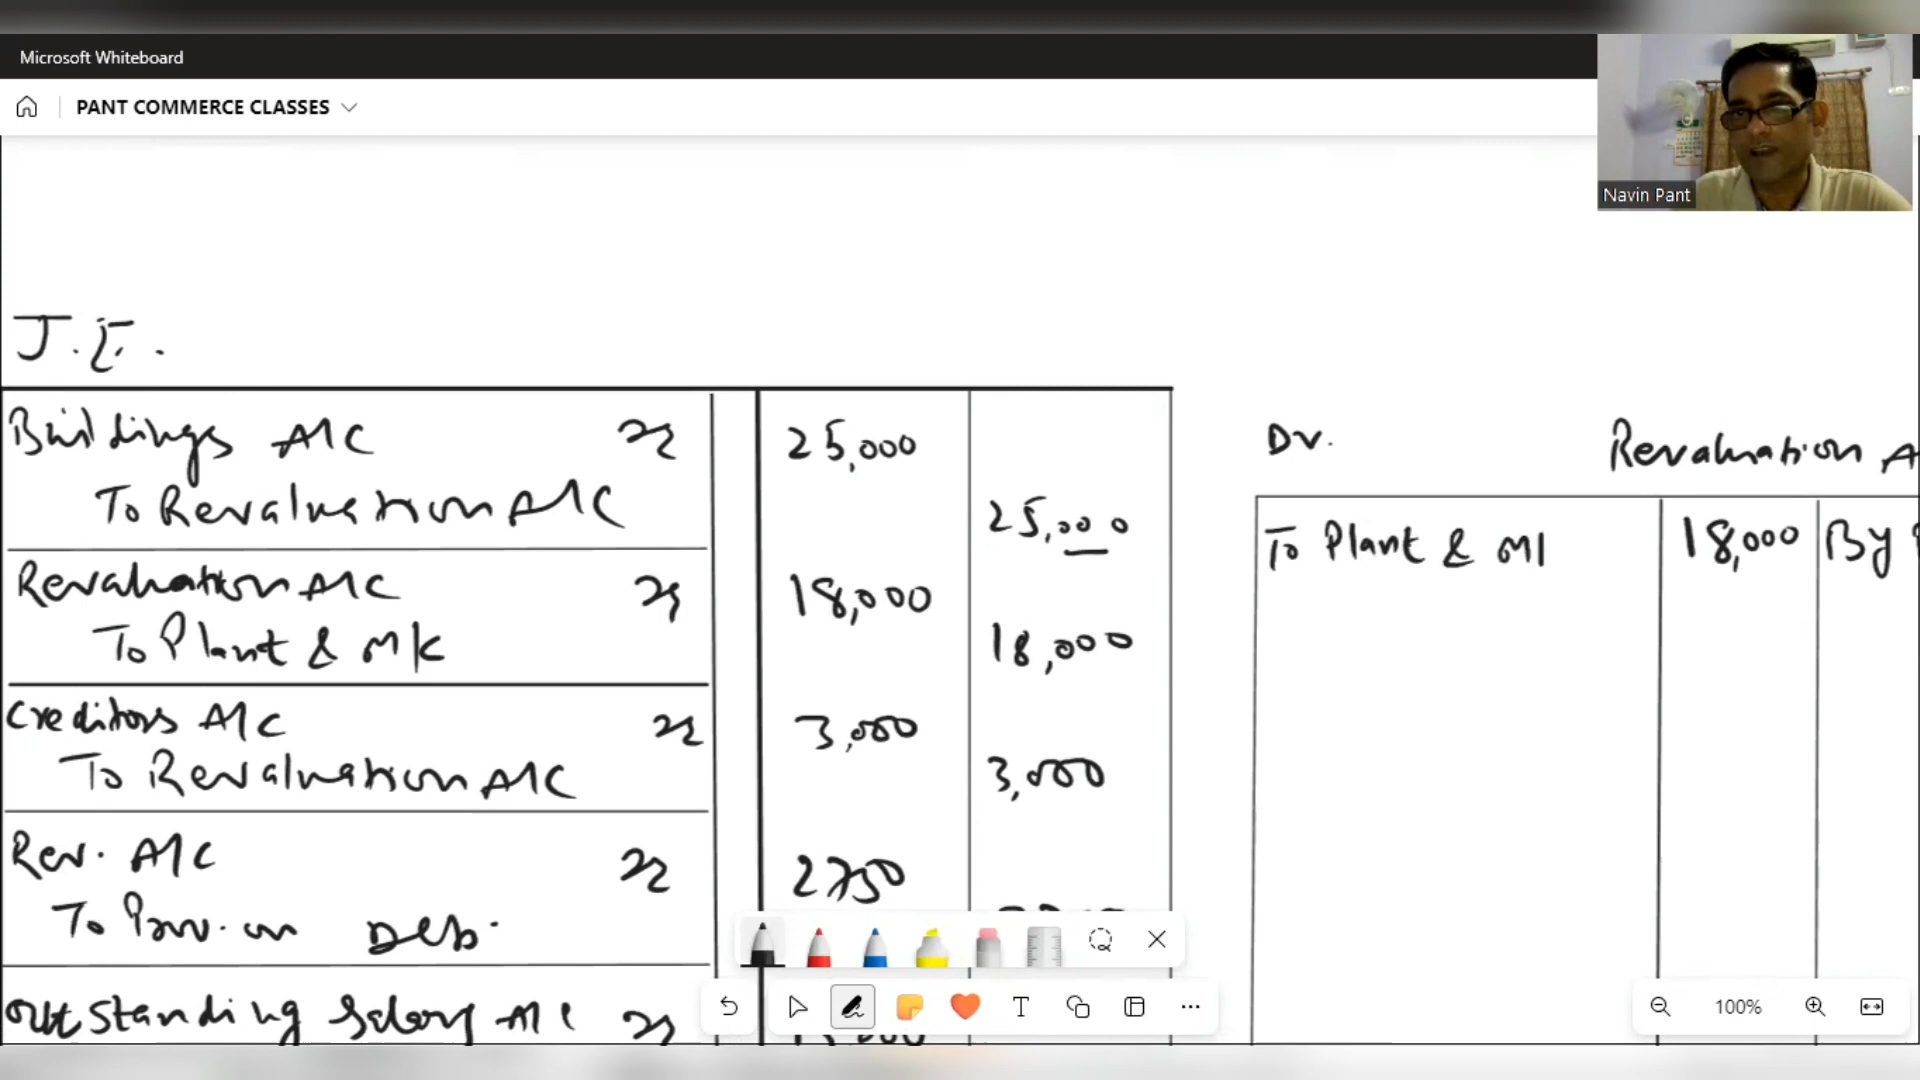 Microsoft Whiteboard
PANT COMMERCE CLASSES
Navin Pant
J.E.
Buildings A/C Dr 25,000
To Revaluation A/C 25,000
Revaluation A/C Dr 18,000
To Plant & M/c 18,000
Creditors A/C Dr 3,000
To Revaluation A/C 3,000
Rev. A/C Dr 2750
To Prov. on Deb.
Outstanding Salary A/C Dr
Dr. Revaluation A
To Plant & M/ 18,000 By
100%